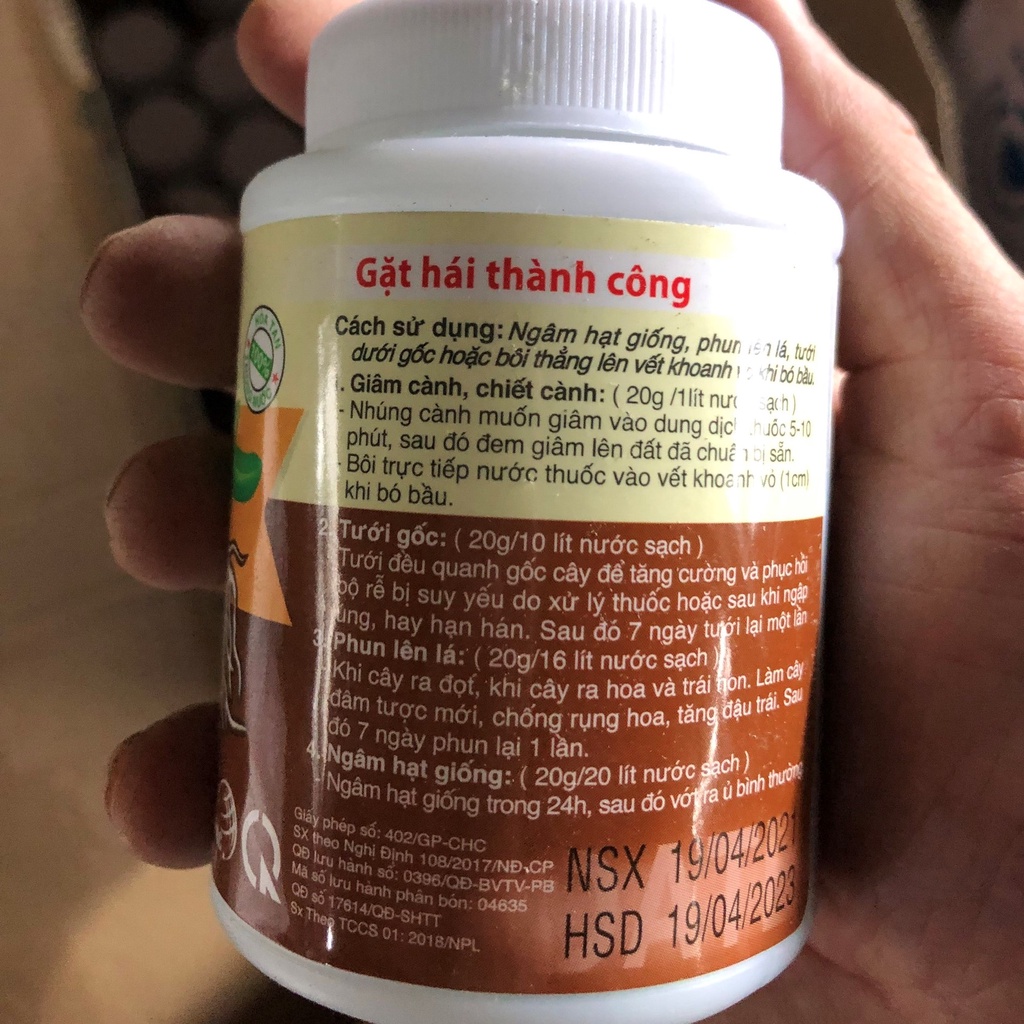 Gặt hái thành công
Cách sử dụng: Ngâm hạt giống, phun lên lá, tưới
dưới gốc hoặc bôi thẳng lên vết khoanh vỏ khi bó bầu.
. Giâm cành, chiết cành: ( 20g /1lít nước sạch )
- Nhúng cành muốn giâm vào dung dịch thuốc 5-10
phút, sau đó đem giâm lên đất đã chuẩn bị sẵn.
- Bôi trực tiếp nước thuốc vào vết khoanh vỏ (1cm)
khi bó bầu.
2. Tưới gốc: ( 20g/10 lít nước sạch )
Tưới đều quanh gốc cây để tăng cường và phục hồi
bộ rễ bị suy yếu do xử lý thuốc hoặc sau khi ngập
úng, hay hạn hán. Sau đó 7 ngày tưới lại một lần
3. Phun lên lá: ( 20g/16 lít nước sạch )
Khi cây ra đọt, khi cây ra hoa và trái non. Làm cây
đâm tược mới, chống rụng hoa, tăng đậu trái. Sau
đó 7 ngày phun lại 1 lần.
4. Ngâm hạt giống: ( 20g/20 lít nước sạch )
Ngâm hạt giống trong 24h, sau đó vớt ra ủ bình thường
Giấy phép số: 402/GP-CHC
SX theo Nghị Định 108/2017/NĐ-CP
QĐ lưu hành số: 0396/QĐ-BVTV-PB
Mã số lưu hành phân bón: 04635
QĐ số 17614/QĐ-SHTT
Sx Theo TCCS 01: 2018/NPL
NSX 19/04/2021
HSD 19/04/2023